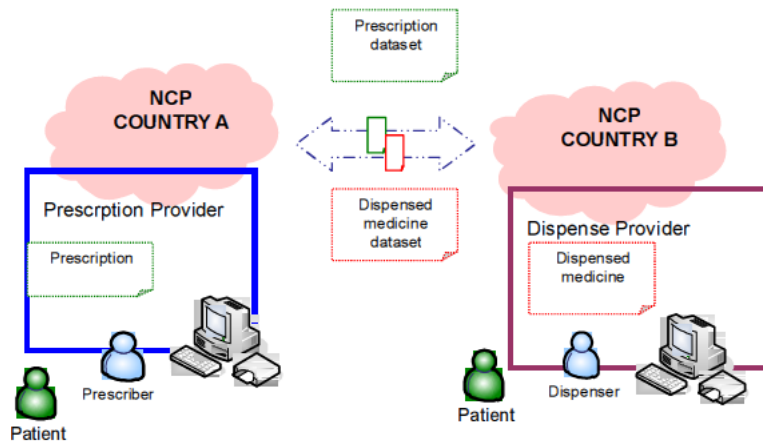 Prescription
dataset
NCP
COUNTRY A
NCP
COUNTRY B
Prescrption Provider
Prescription
Dispensed
medicine
dataset
Dispense Provider
Dispensed
medicine
Prescriber
Patient
Dispenser
Patient